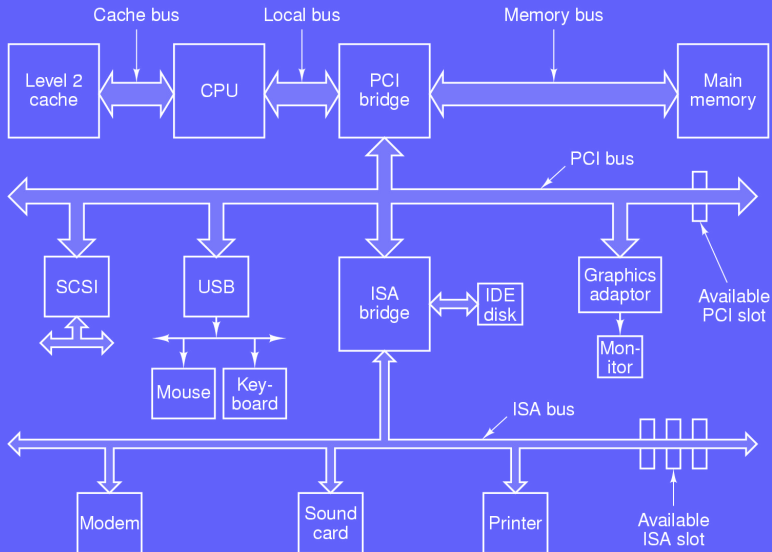 Cache bus
Local bus
Memory bus
Level 2
cache
CPU
PCI
bridge
Main
memory
PCI bus
SCSI
USB
ISA
bridge
IDE
disk
Graphics
adaptor
Available
PCI slot
Mon-
itor
Mouse
Key-
board
ISA bus
Modem
Sound
card
Printer
Available
ISA slot